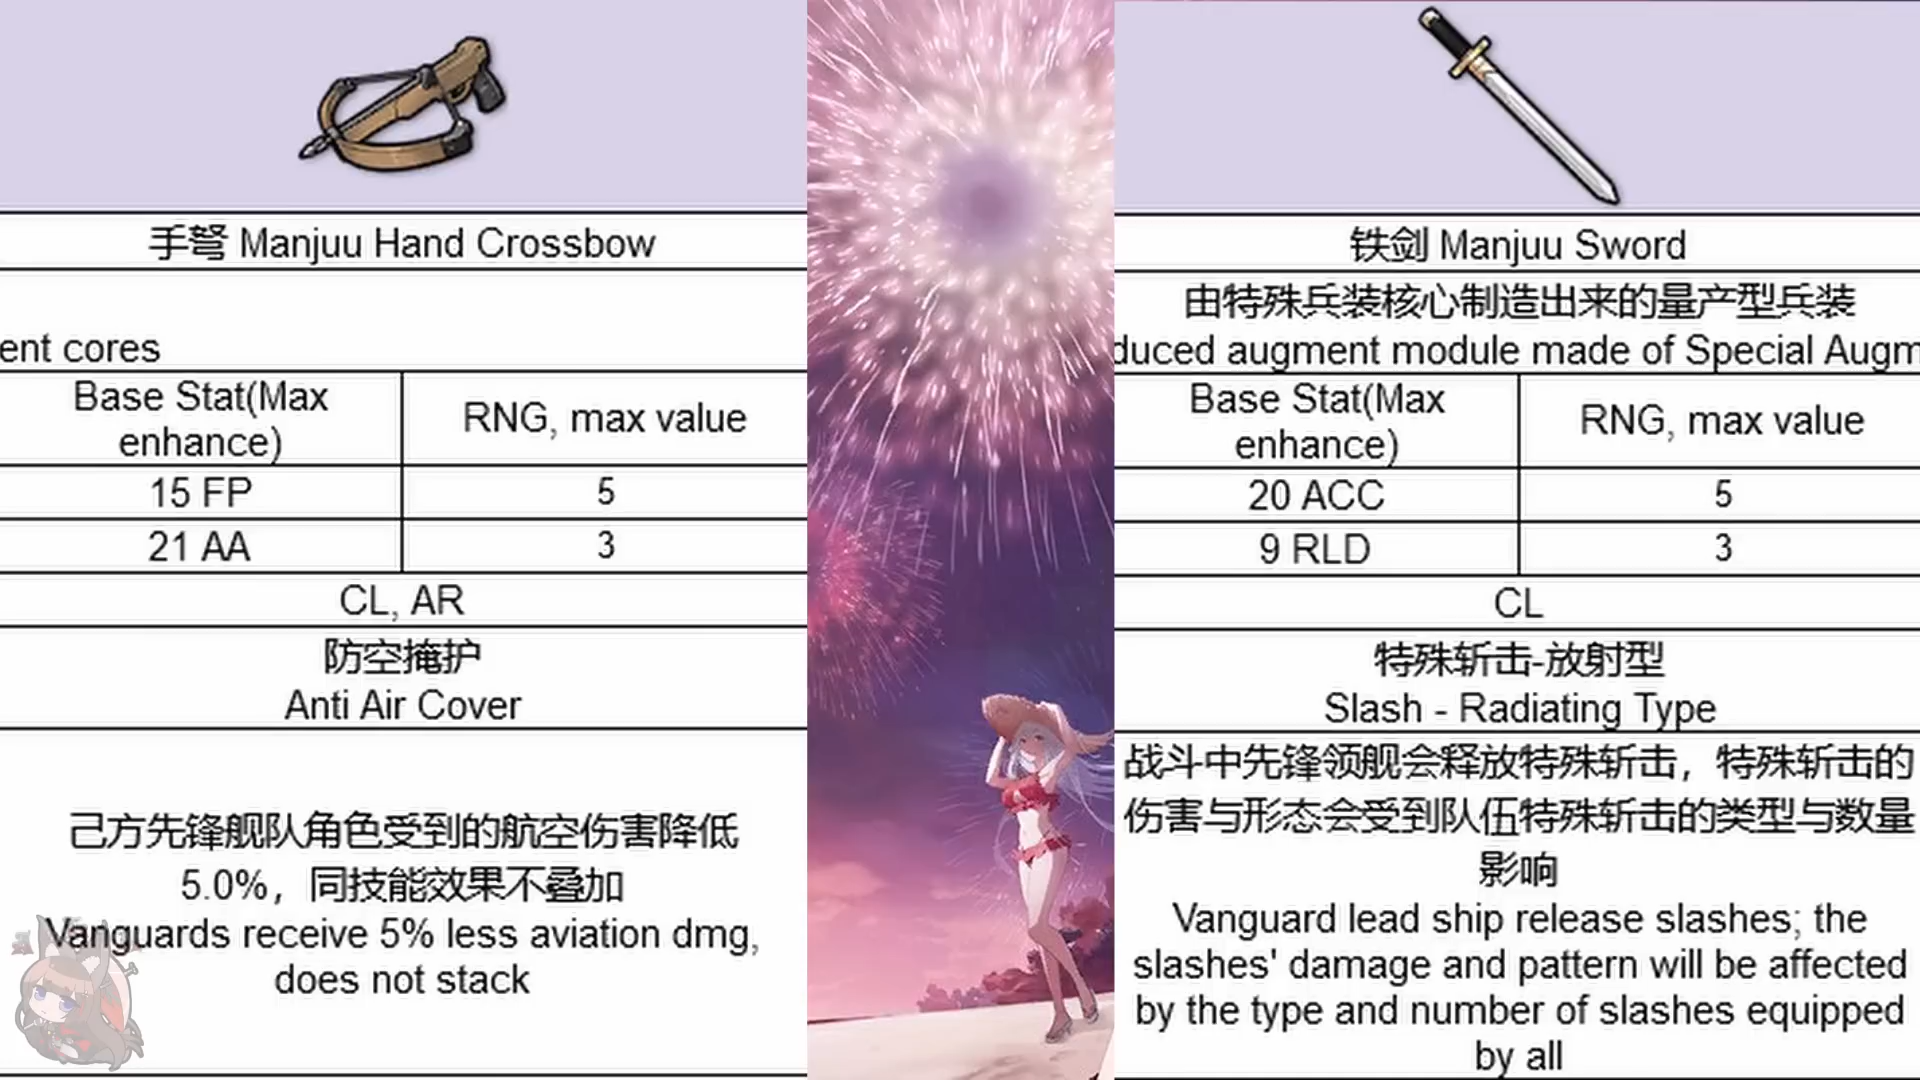 手弩 Manjuu Hand Crossbow
ent cores
Base Stat(Max
enhance)
RNG, max value
15 FP
5
21 AA
3
CL, AR
防空掩护
Anti Air Cover
己方先锋舰队角色受到的航空伤害降低
5.0%，同技能效果不叠加
Vanguards receive 5% less aviation dmg,
does not stack
铁剑 Manjuu Sword
由特殊兵装核心制造出来的量产型兵装
duced augment module made of Special Augm
Base Stat(Max
enhance)
RNG, max value
20 ACC
5
9 RLD
3
CL
特殊斩击-放射型
Slash - Radiating Type
战斗中先锋领舰会释放特殊斩击，特殊斩击的
伤害与形态会受到队伍特殊斩击的类型与数量
影响
Vanguard lead ship release slashes; the
slashes' damage and pattern will be affected
by the type and number of slashes equipped
by all